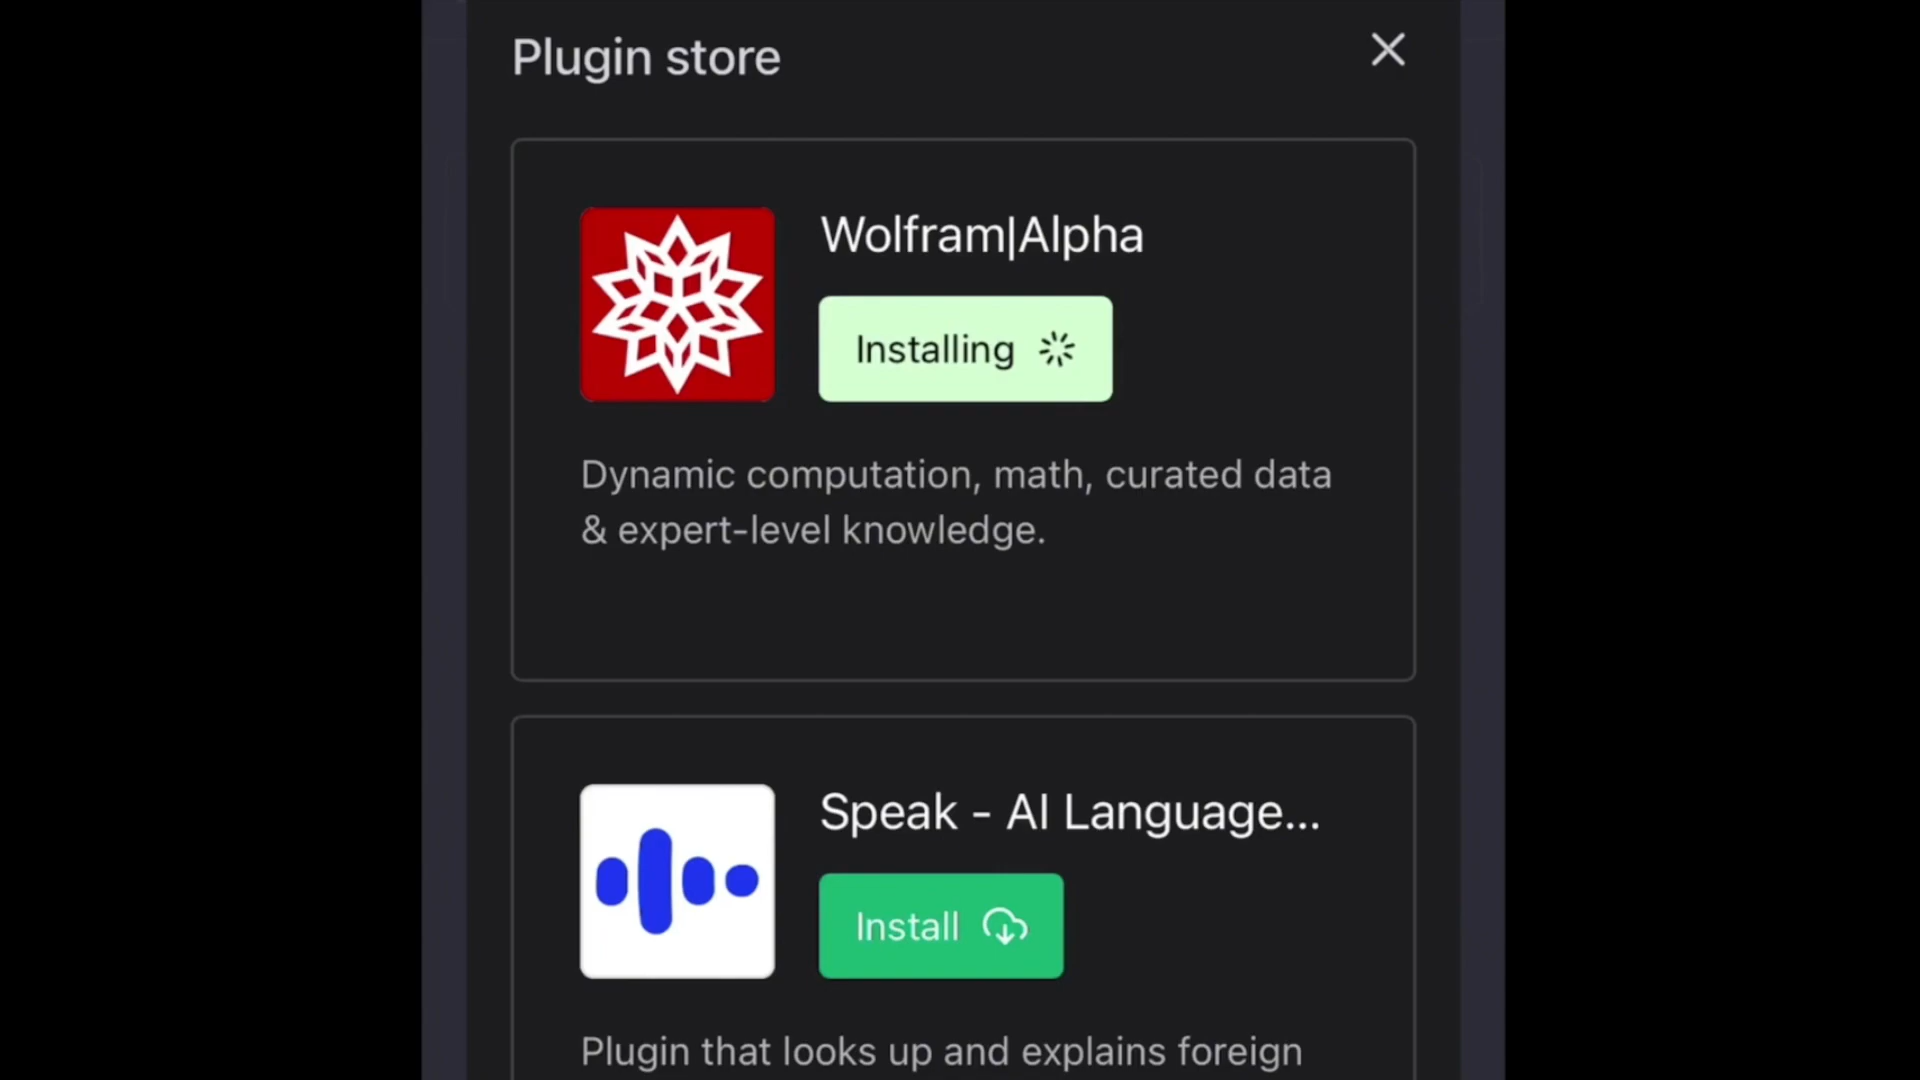 Plugin store
Wolfram|Alpha
Installing
Dynamic computation, math, curated data
& expert-level knowledge.
Speak - AI Language...
Install
Plugin that looks up and explains foreign